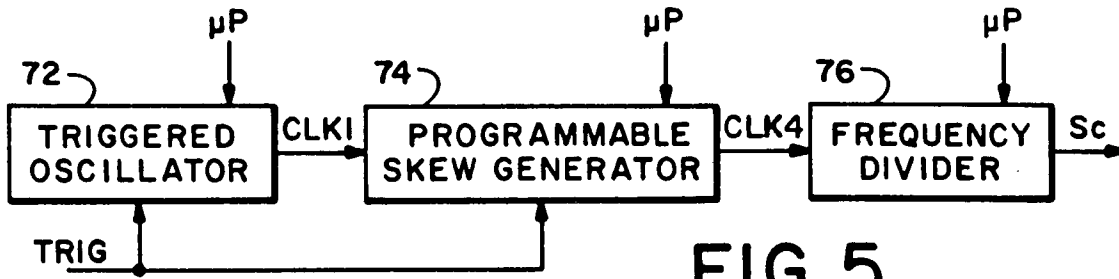 µP µP µP
72 74 76
TRIGGERED OSCILLATOR
CLK1
PROGRAMMABLE SKEW GENERATOR
CLK4
FREQUENCY DIVIDER
Sc
TRIG
FIG. 5